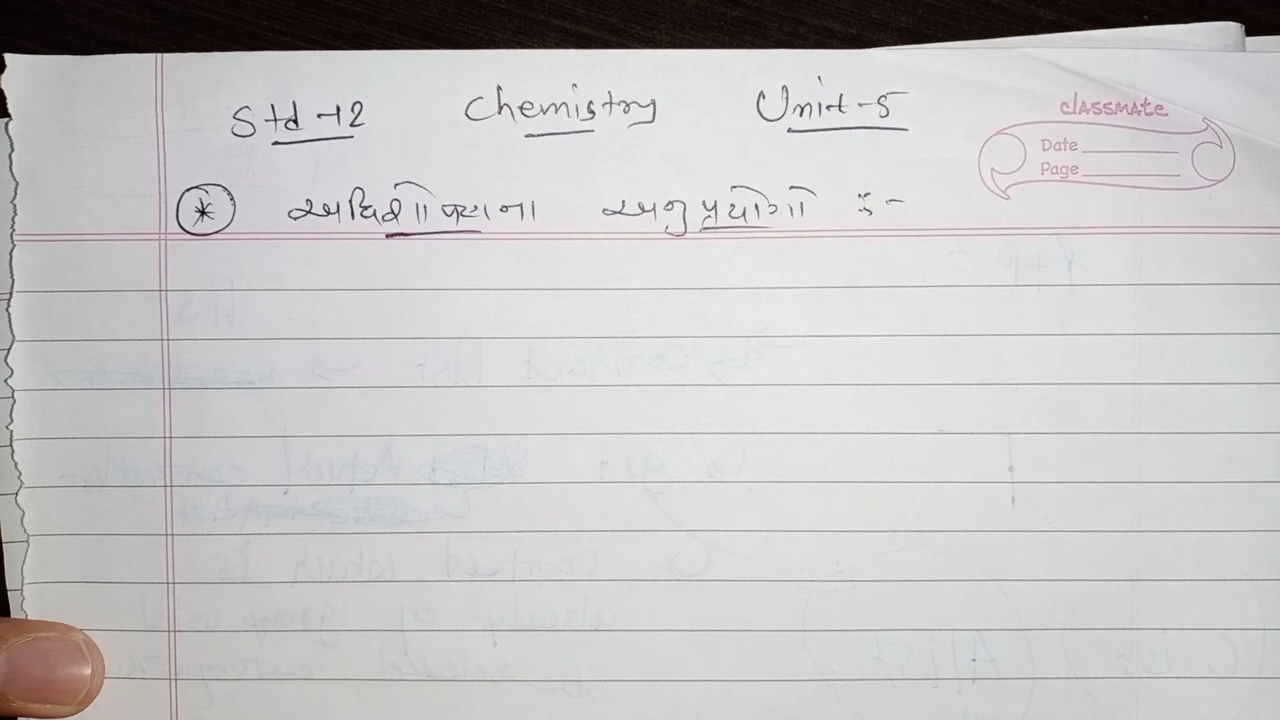 Std-12 Chemistry Unit-5
classmate
Date
Page
* અધિશોષણના અનુપ્રયોગો :-